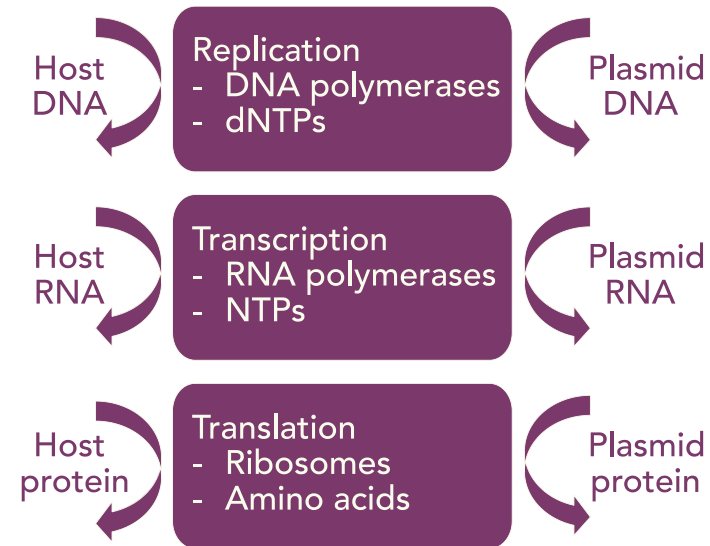 Host
DNA
Replication
- DNA polymerases
- dNTPs
Plasmid
DNA
Host
RNA
Transcription
- RNA polymerases
- NTPs
Plasmid
RNA
Host
protein
Translation
- Ribosomes
- Amino acids
Plasmid
protein